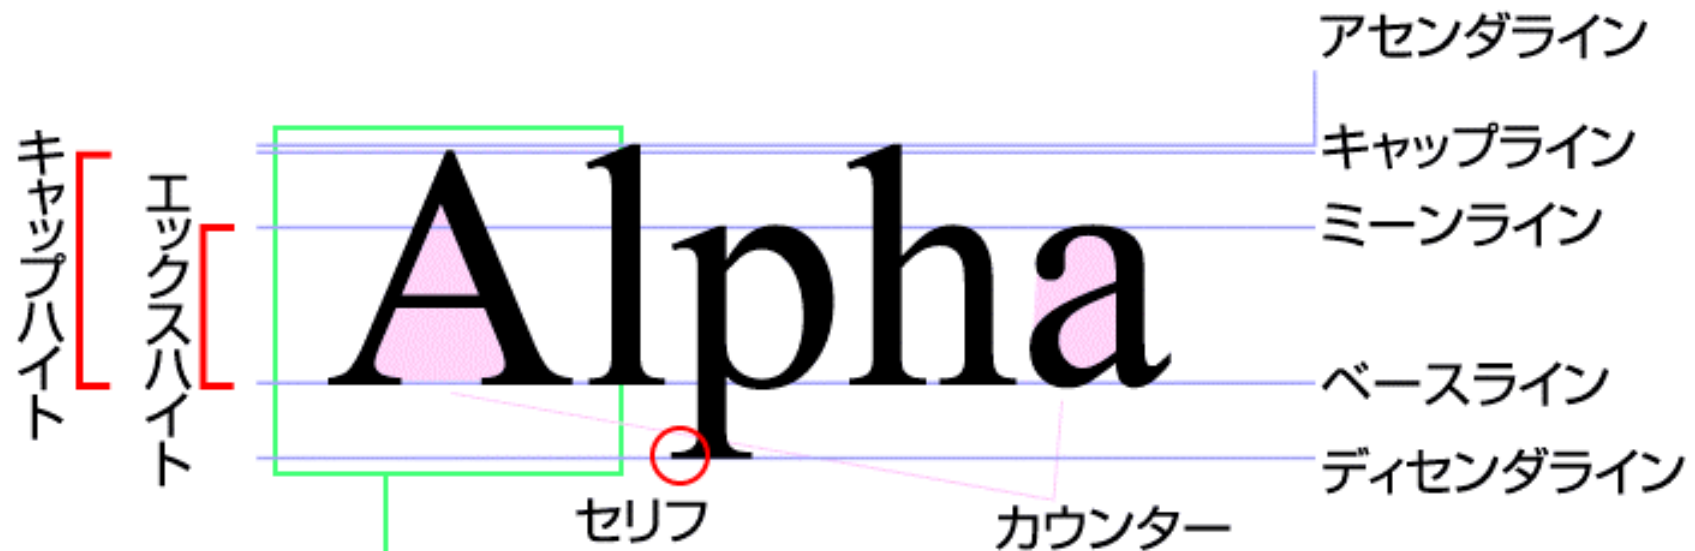 アセンダライン
キャップライン
ミーンライン
ベースライン
ディセンダライン
キャップハイト
エックスハイト
Alpha
セリフ
カウンター